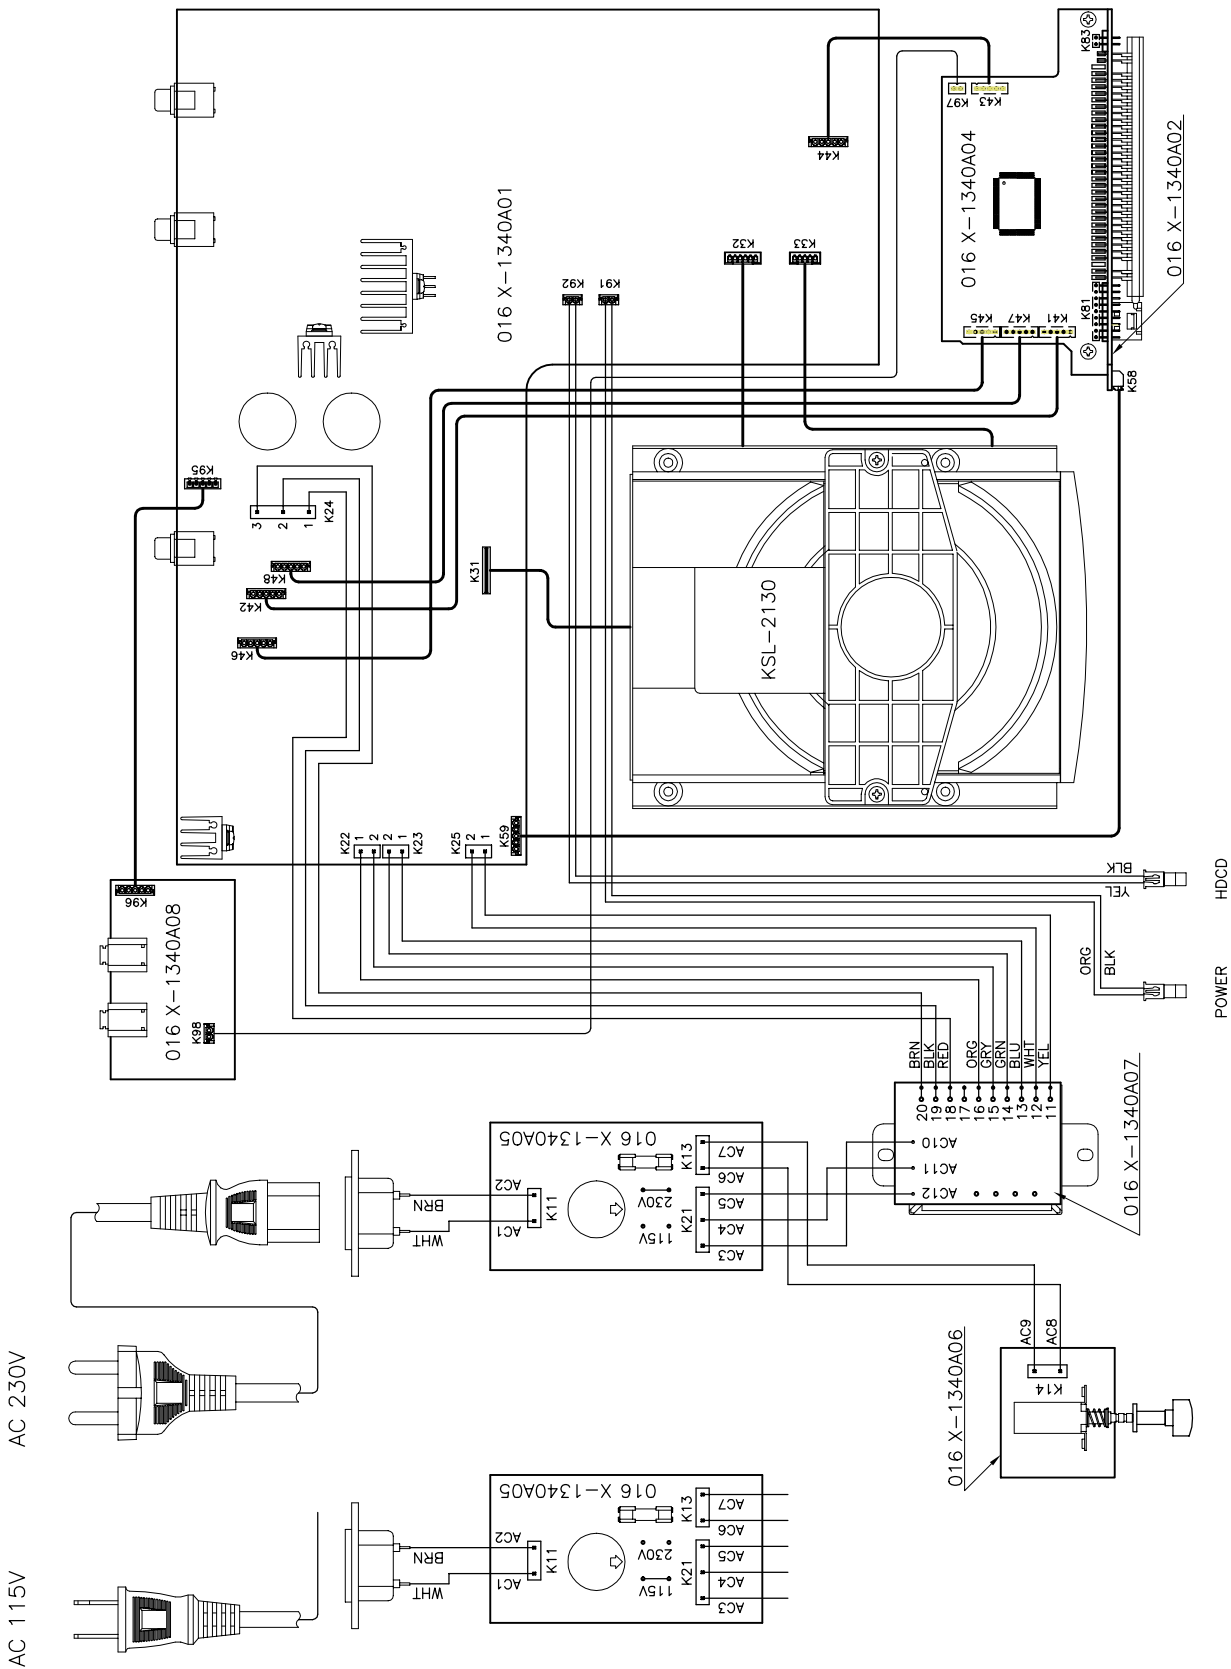 AC 115V
AC 230V
016 X-1340A01
016 X-1340A04
016 X-1340A02
016 X-1340A08
016 X-1340A05
016 X-1340A05
016 X-1340A07
016 X-1340A06
KSL-2130
K83
K97
K43
K44
K32
K33
K92
K91
K45
K47
K41
K81
K58
K95
3
2
1
K24
K48
K42
K46
K31
K22
1
2
2
1
K23
K25
2
1
K59
K96
K98
BLK
YEL
HDCD
ORG
BLK
POWER
BRN
BLK
RED
ORG
GRY
GRN
BLU
WHT
YEL
20
19
18
17
16
15
14
13
12
11
AC10
AC11
AC12
AC2
BRN
WHT
AC1
K11
230V
115V
K13
AC7
AC6
K21
AC5
AC4
AC3
AC9
AC8
K14
AC2
BRN
WHT
AC1
K11
230V
115V
K13
AC7
AC6
K21
AC5
AC4
AC3